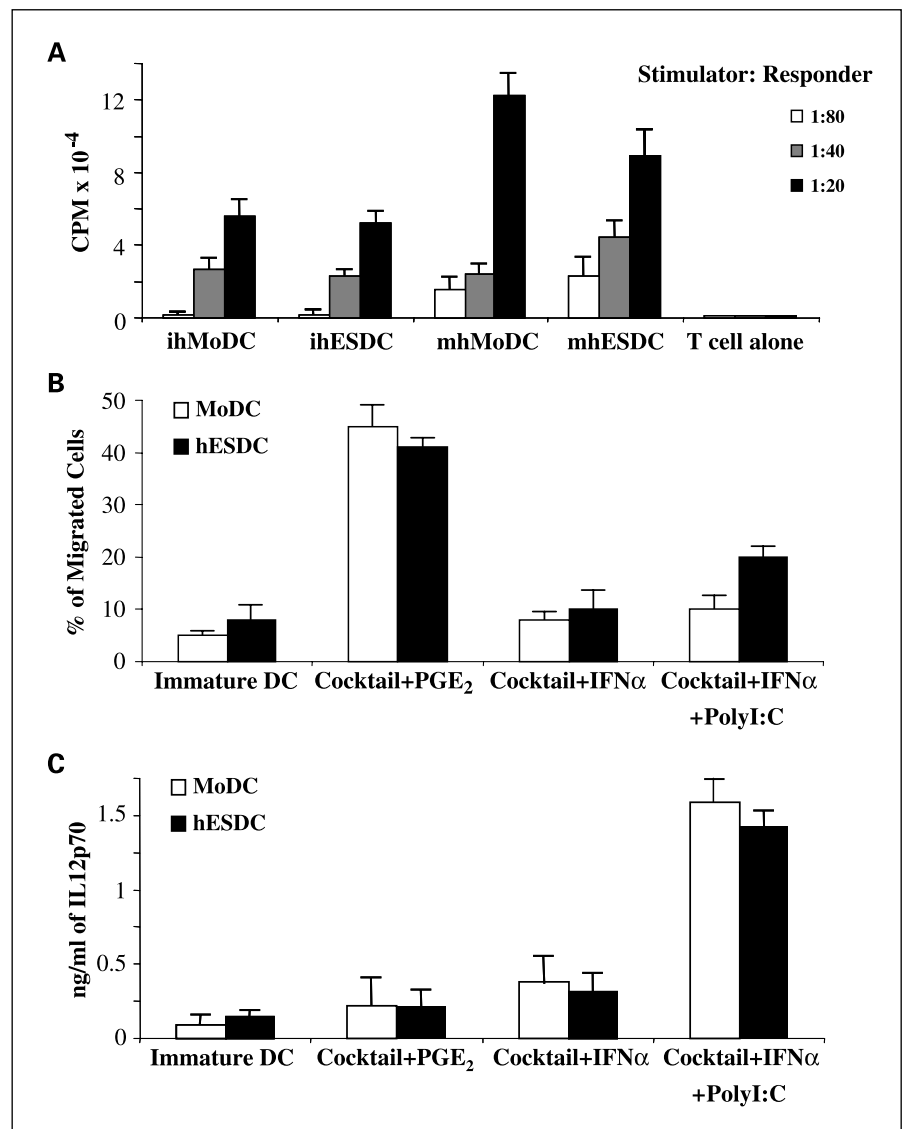 A
Stimulator: Responder
1:80
1:40
1:20
CPM x 10⁻⁴
12
8
4
0
ihMoDC ihESDC mhMoDC mhESDC T cell alone
B
MoDC
hESDC
% of Migrated Cells
50
40
30
20
10
0
Immature DC Cocktail+PGE₂ Cocktail+IFNα Cocktail+IFNα
+PolyI:C
C
MoDC
hESDC
ng/ml of IL12p70
1.5
1
0.5
0
Immature DC Cocktail+PGE₂ Cocktail+IFNα Cocktail+IFNα
+PolyI:C